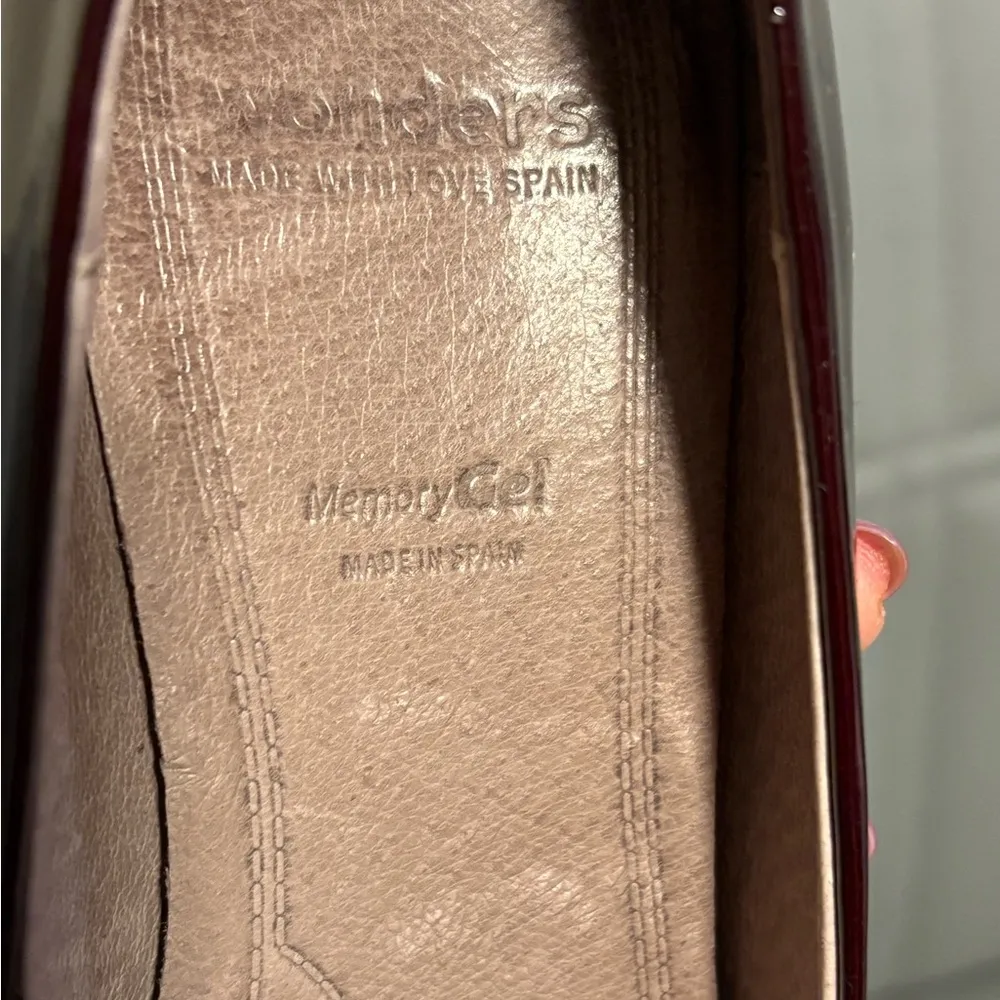 wonders
MADE WITH LOVE, SPAIN
MemoryGel
MADE IN SPAIN